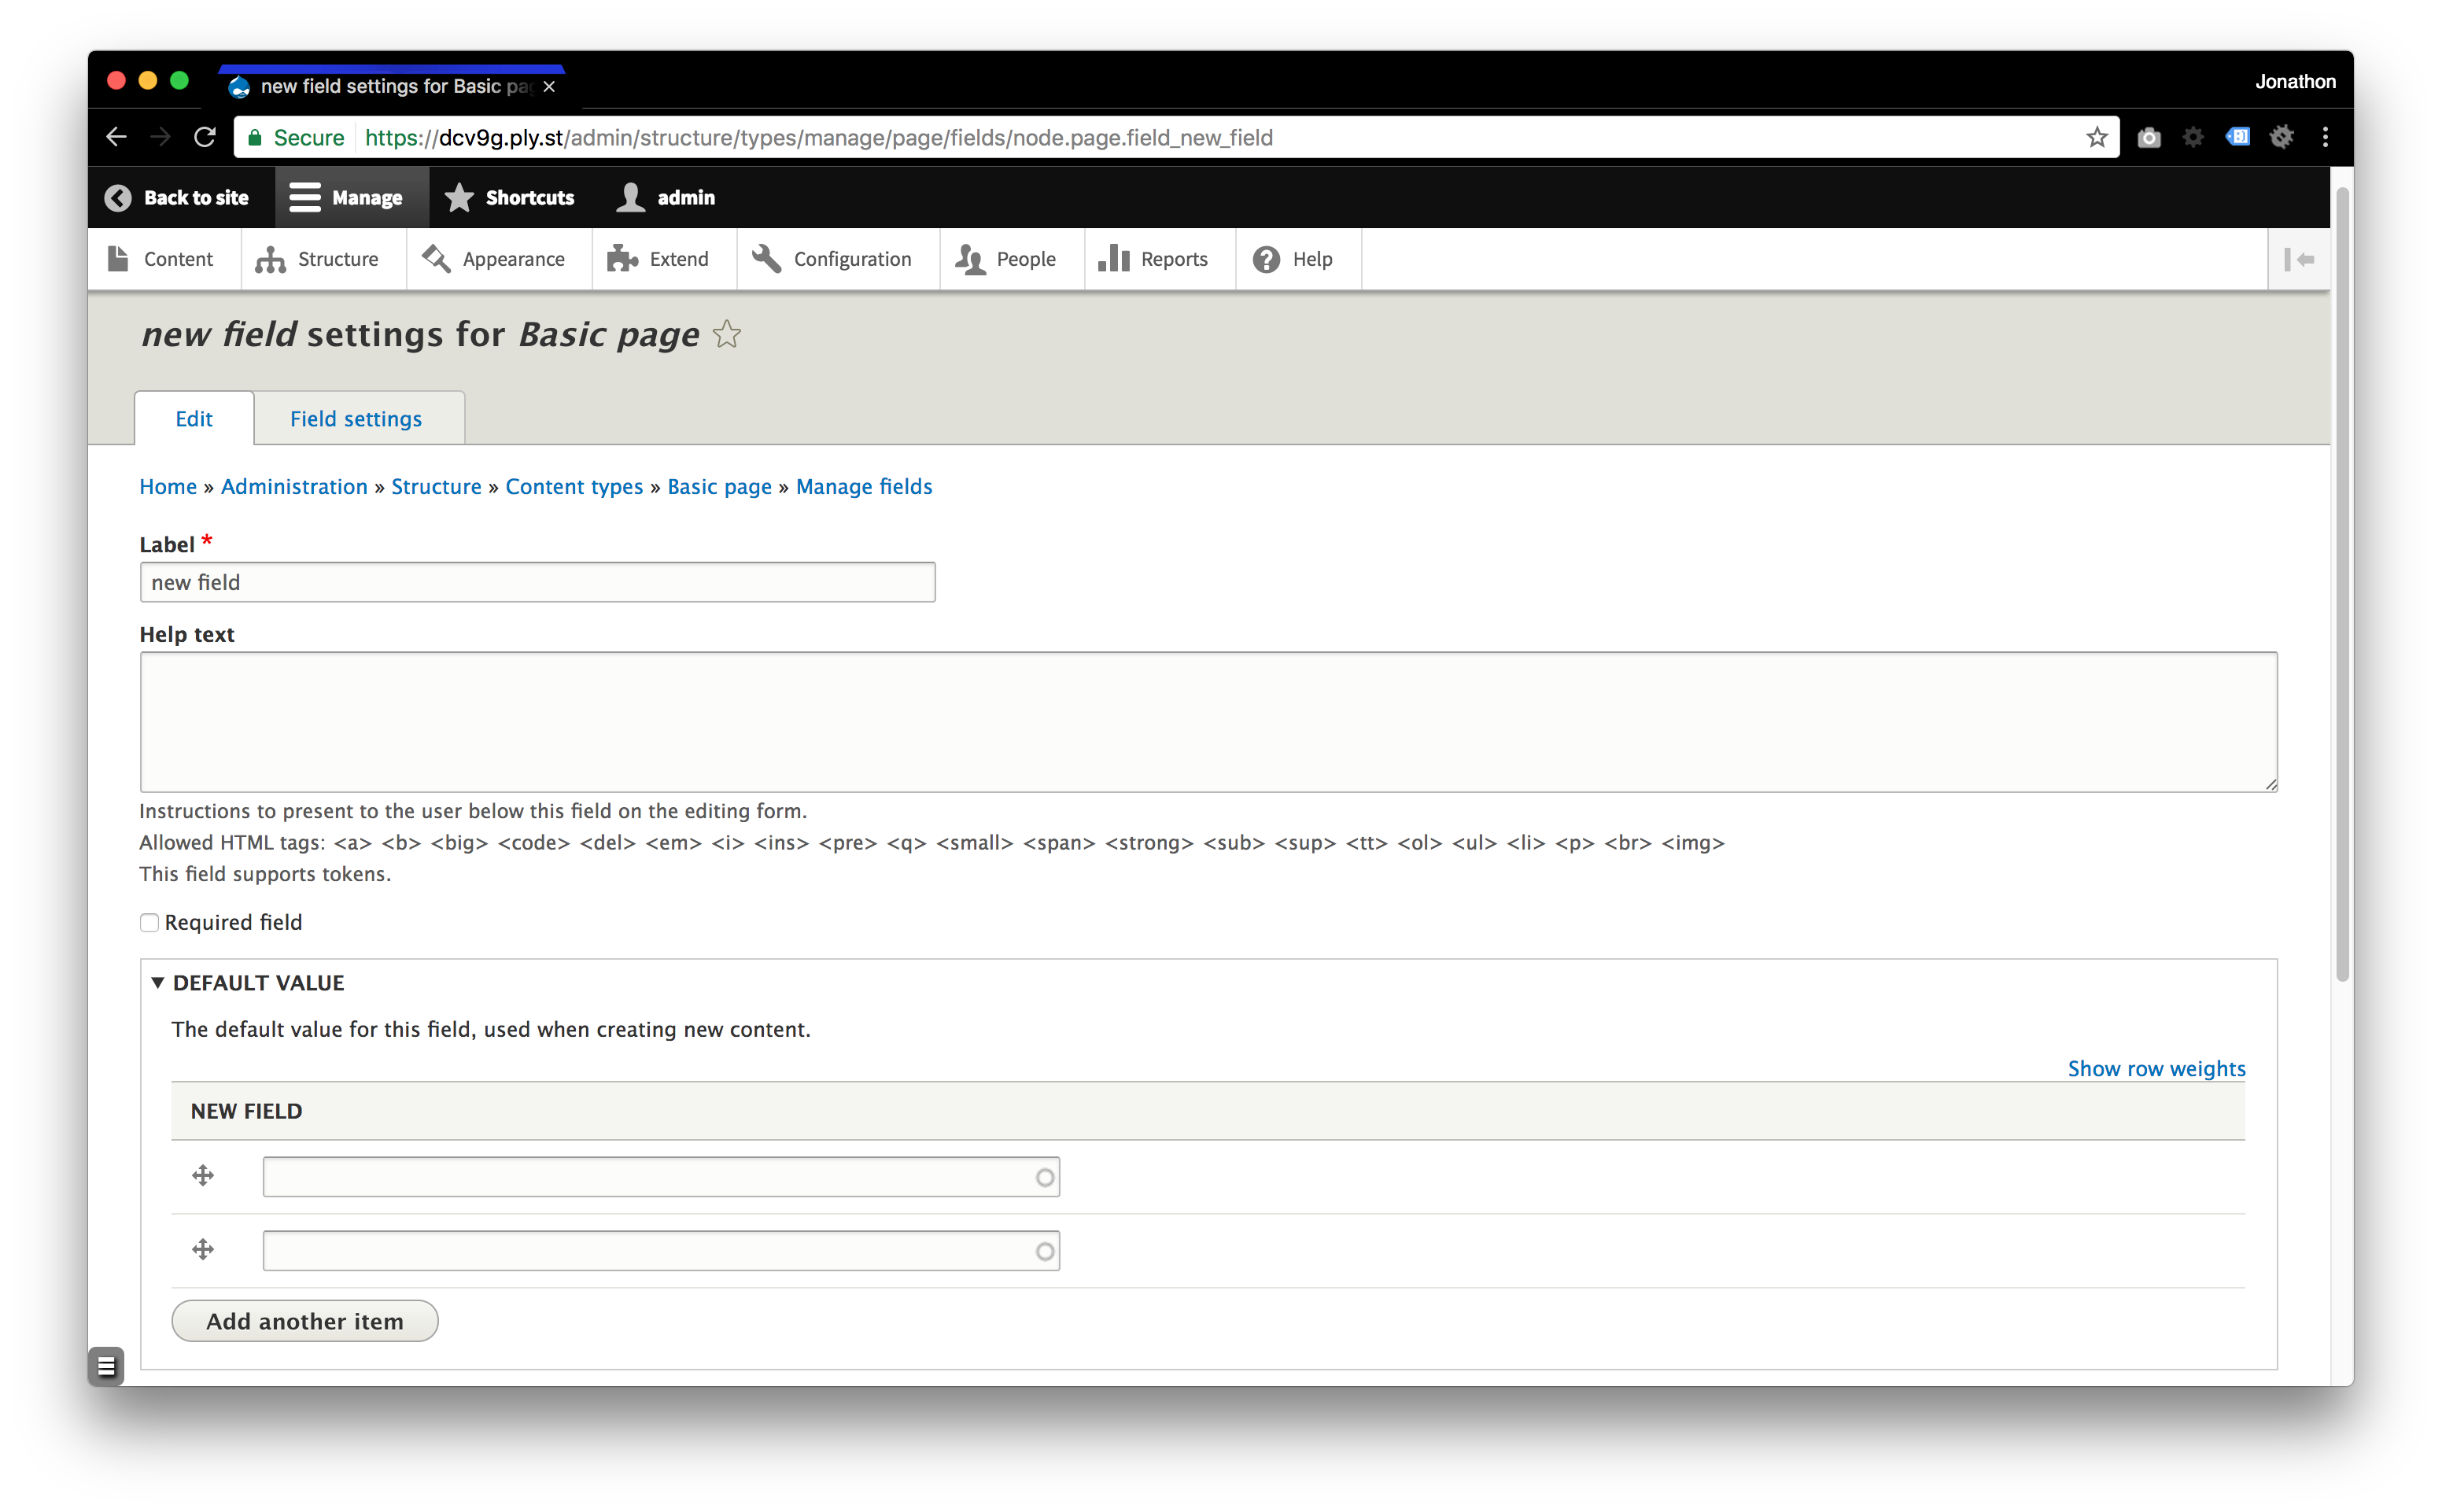 new field settings for Basic pa
Jonathon
Secure https://dcv9g.ply.st/admin/structure/types/manage/page/fields/node.page.field_new_field
Back to site Manage Shortcuts admin
Content Structure Appearance Extend Configuration People Reports Help
new field settings for Basic page
Edit Field settings
Home » Administration » Structure » Content types » Basic page » Manage fields
Label *
new field
Help text
Instructions to present to the user below this field on the editing form.
Allowed HTML tags: <a> <b> <big> <code> <del> <em> <i> <ins> <pre> <q> <small> <span> <strong> <sub> <sup> <tt> <ol> <ul> <li> <p> <br> <img>
This field supports tokens.
Required field
DEFAULT VALUE
The default value for this field, used when creating new content.
Show row weights
NEW FIELD
Add another item